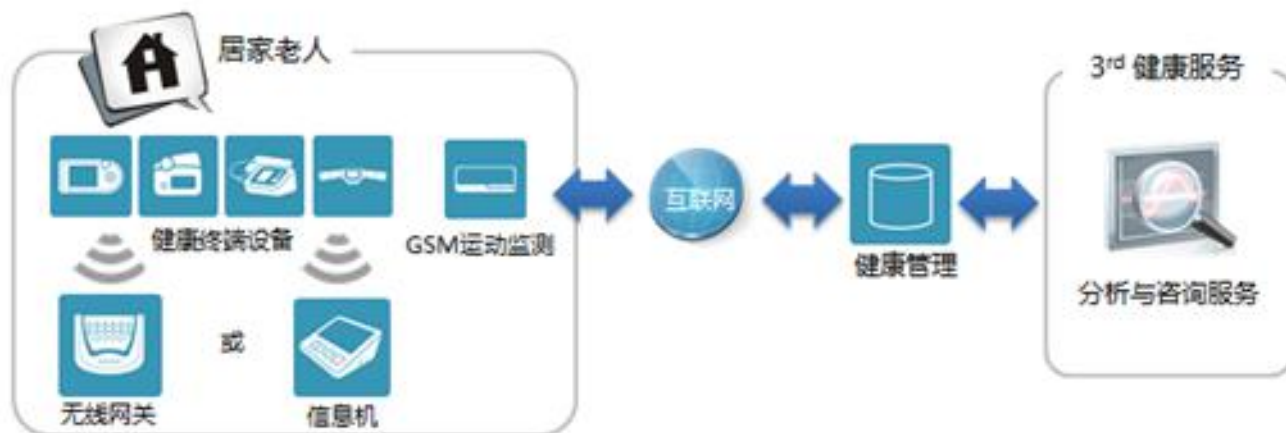 居家老人
3rd 健康服务
互联网
健康终端设备
GSM运动监测
健康管理
分析与咨询服务
或
无线网关
信息机